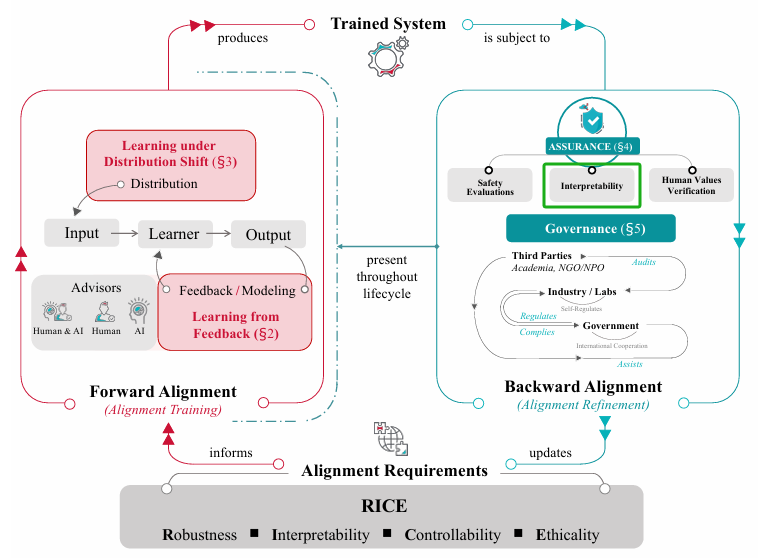 Trained System
produces
is subject to
Learning under
Distribution Shift (§3)
Distribution
Input
Learner
Output
Advisors
Human & AI
Human
AI
Feedback / Modeling
Learning from
Feedback (§2)
Forward Alignment
(Alignment Training)
present
throughout
lifecycle
ASSURANCE (§4)
Safety
Evaluations
Interpretability
Human Values
Verification
Governance (§5)
Third Parties
Academia, NGO/NPO
Audits
Industry / Labs
Self-Regulates
Regulates
Complies
Government
International Cooperation
Assists
Backward Alignment
(Alignment Refinement)
informs
updates
Alignment Requirements
RICE
Robustness ■ Interpretability ■ Controllability ■ Ethicality